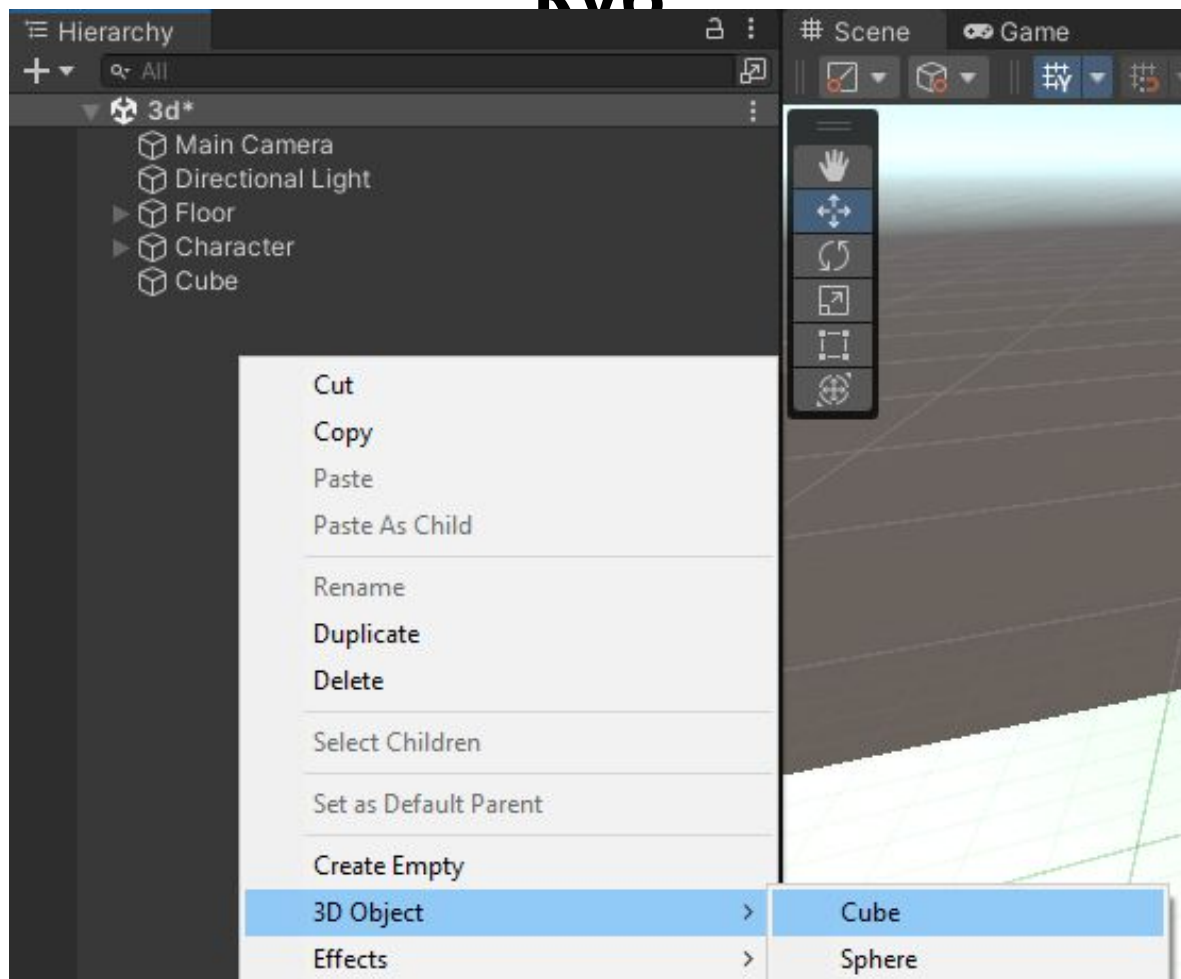 Hierarchy
All
3d*
Main Camera
Directional Light
Floor
Character
Cube
Scene
Game
Cut
Copy
Paste
Paste As Child
Rename
Duplicate
Delete
Select Children
Set as Default Parent
Create Empty
3D Object
Effects
Cube
Sphere